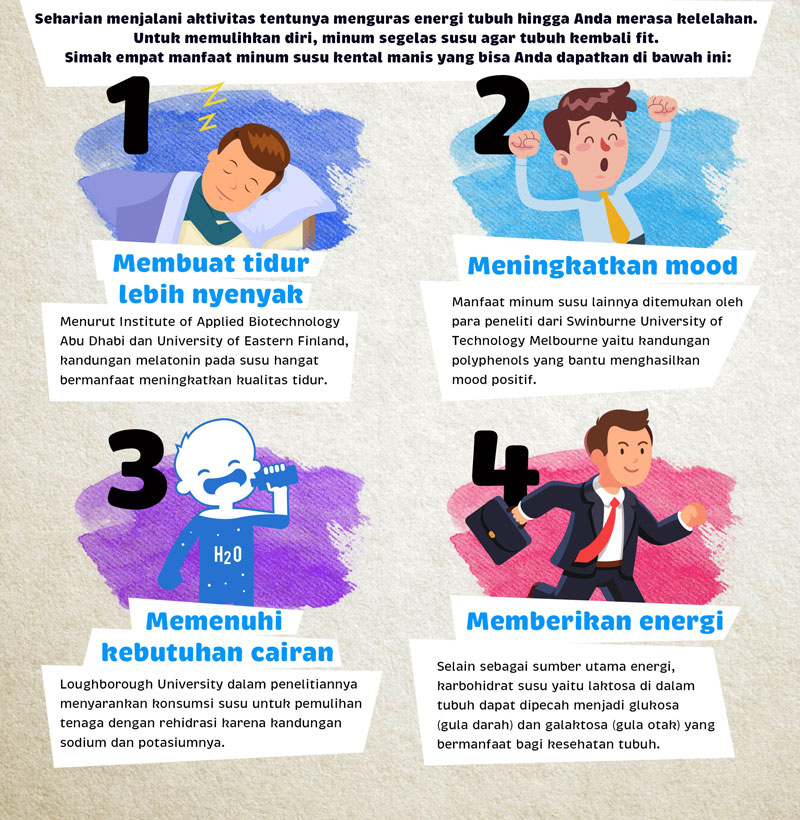 Seharian menjalani aktivitas tentunya menguras energi tubuh hingga Anda merasa kelelahan.
Untuk memulihkan diri, minum segelas susu agar tubuh kembali fit.
Simak empat manfaat minum susu kental manis yang bisa Anda dapatkan di bawah ini:
1
Z
Z
Z
Membuat tidur
lebih nyenyak
Menurut Institute of Applied Biotechnology
Abu Dhabi dan University of Eastern Finland,
kandungan melatonin pada susu hangat
bermanfaat meningkatkan kualitas tidur.
2
Meningkatkan mood
Manfaat minum susu lainnya ditemukan oleh
para peneliti dari Swinburne University of
Technology Melbourne yaitu kandungan
polyphenols yang bantu menghasilkan
mood positif.
3
H2O
Memenuhi
kebutuhan cairan
Loughborough University dalam penelitiannya
menyarankan konsumsi susu untuk pemulihan
tenaga dengan rehidrasi karena kandungan
sodium dan potasiumnya.
4
Memberikan energi
Selain sebagai sumber utama energi,
karbohidrat susu yaitu laktosa di dalam
tubuh dapat dipecah menjadi glukosa
(gula darah) dan galaktosa (gula otak) yang
bermanfaat bagi kesehatan tubuh.